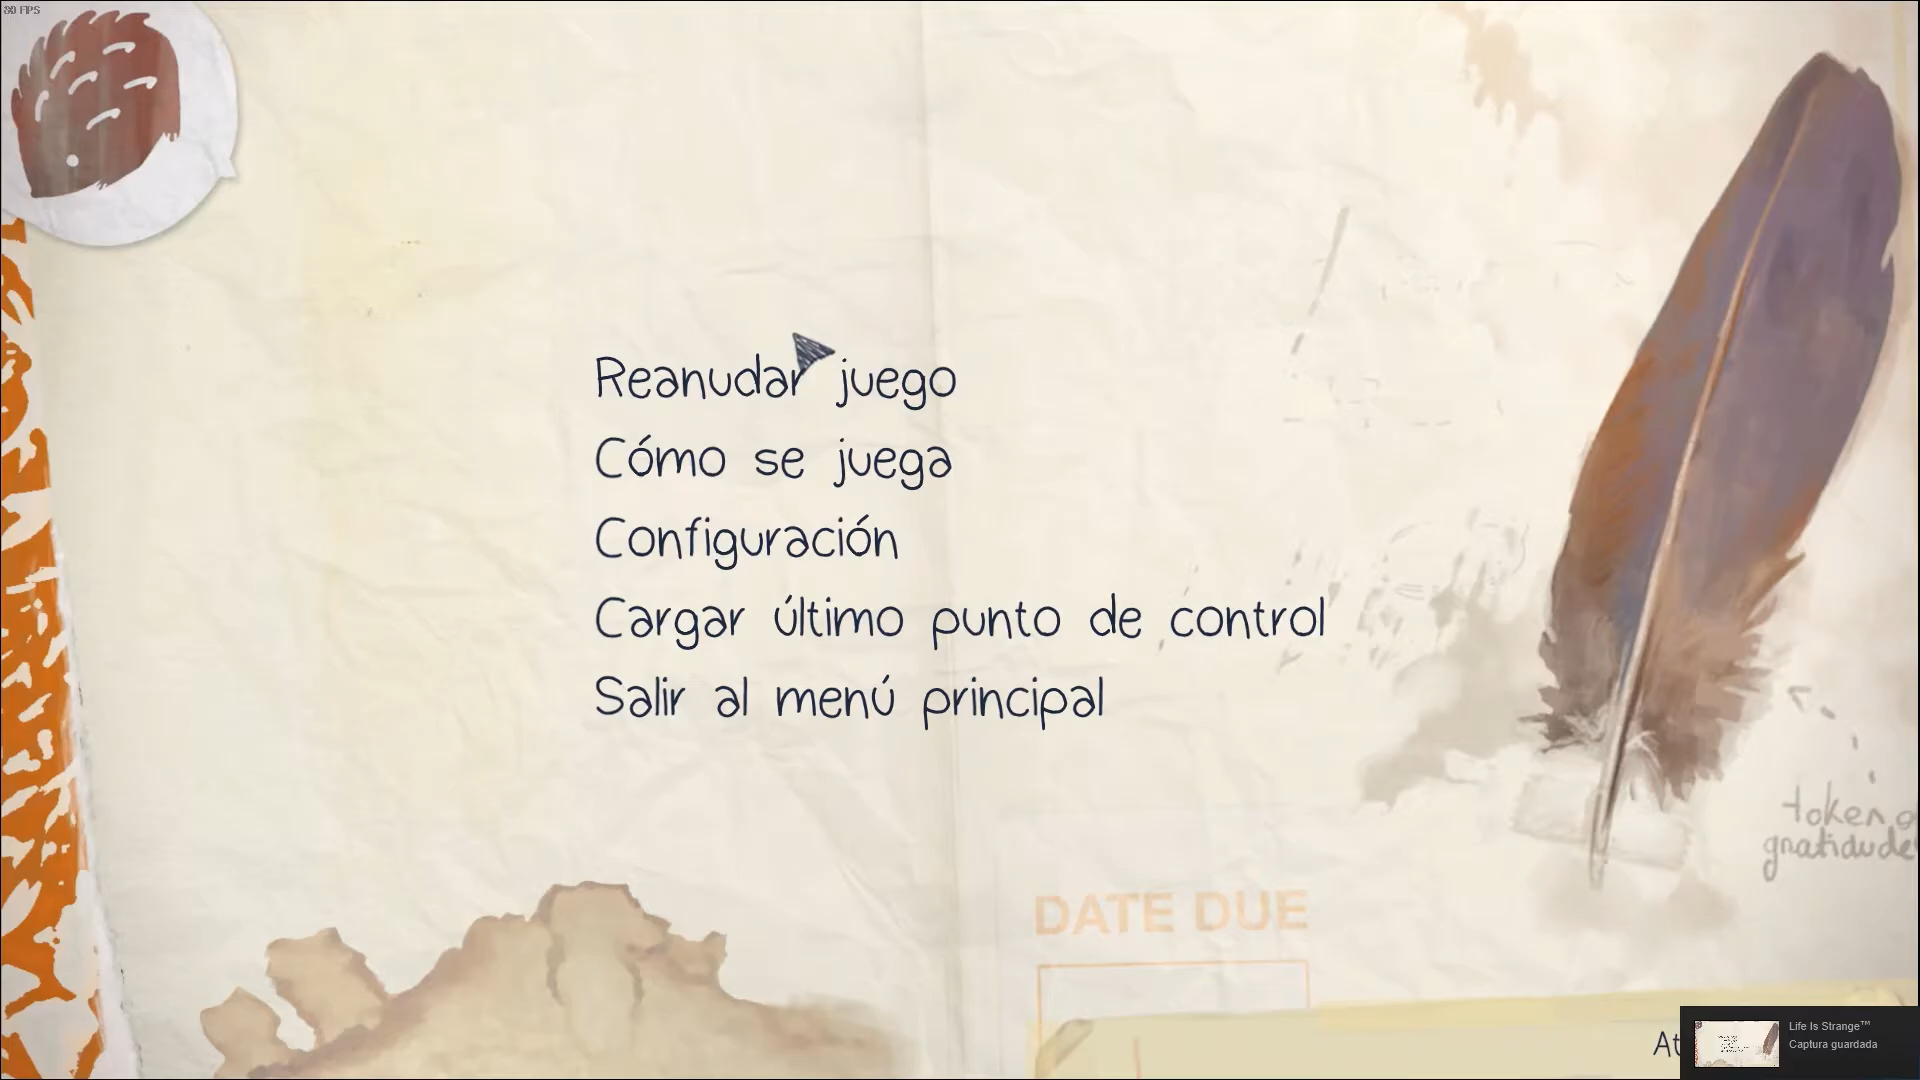 80 FPS
Reanudar juego
Cómo se juega
Configuración
Cargar último punto de control
Salir al menú principal
token
gratidude
DATE DUE
Life Is Strange™
Captura guardada